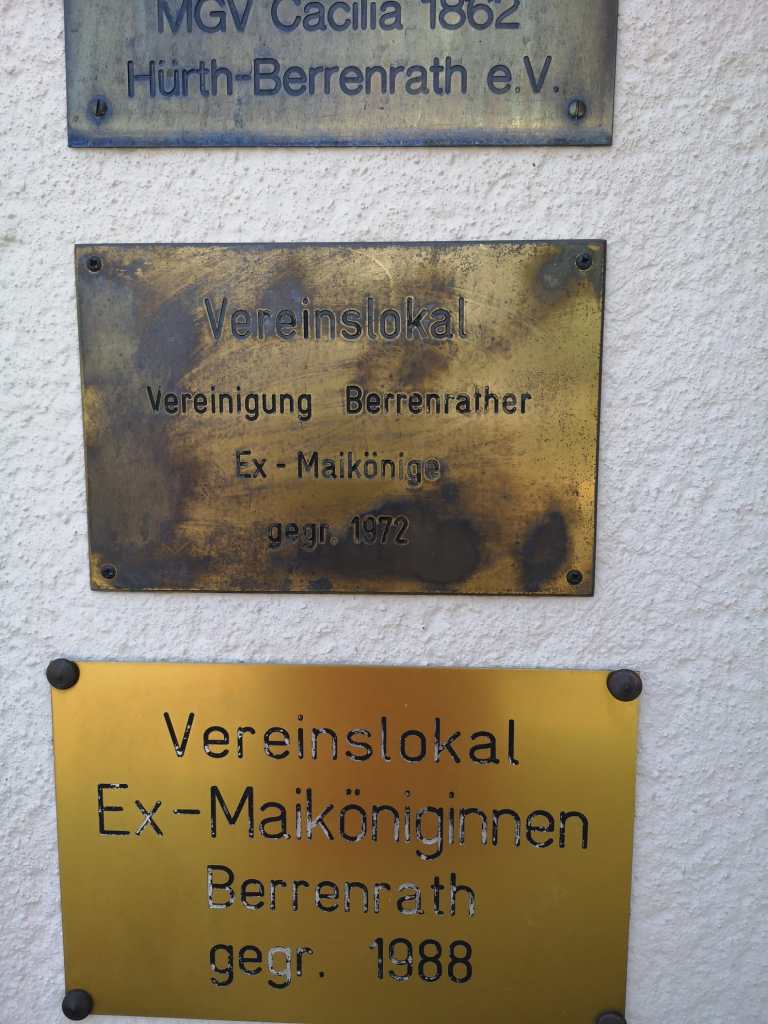 MGV Cäcilia 1862
Hürth-Berrenrath e.V.
Vereinslokal
Vereinigung Berrenrather
Ex - Maikönige
gegr. 1972
Vereinslokal
Ex-Maiköniginnen
Berrenrath
gegr. 1988